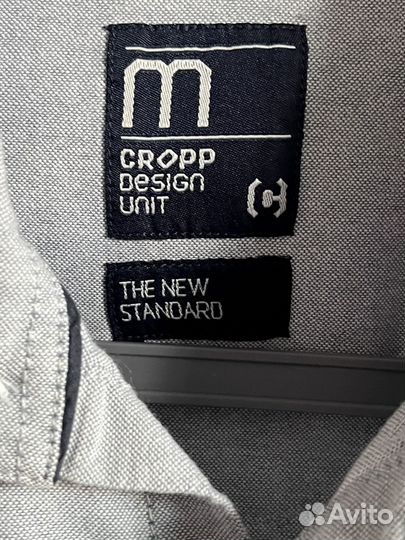 m
CROPP
Design
Unit
[C]
THE NEW
STANDARD
Avito